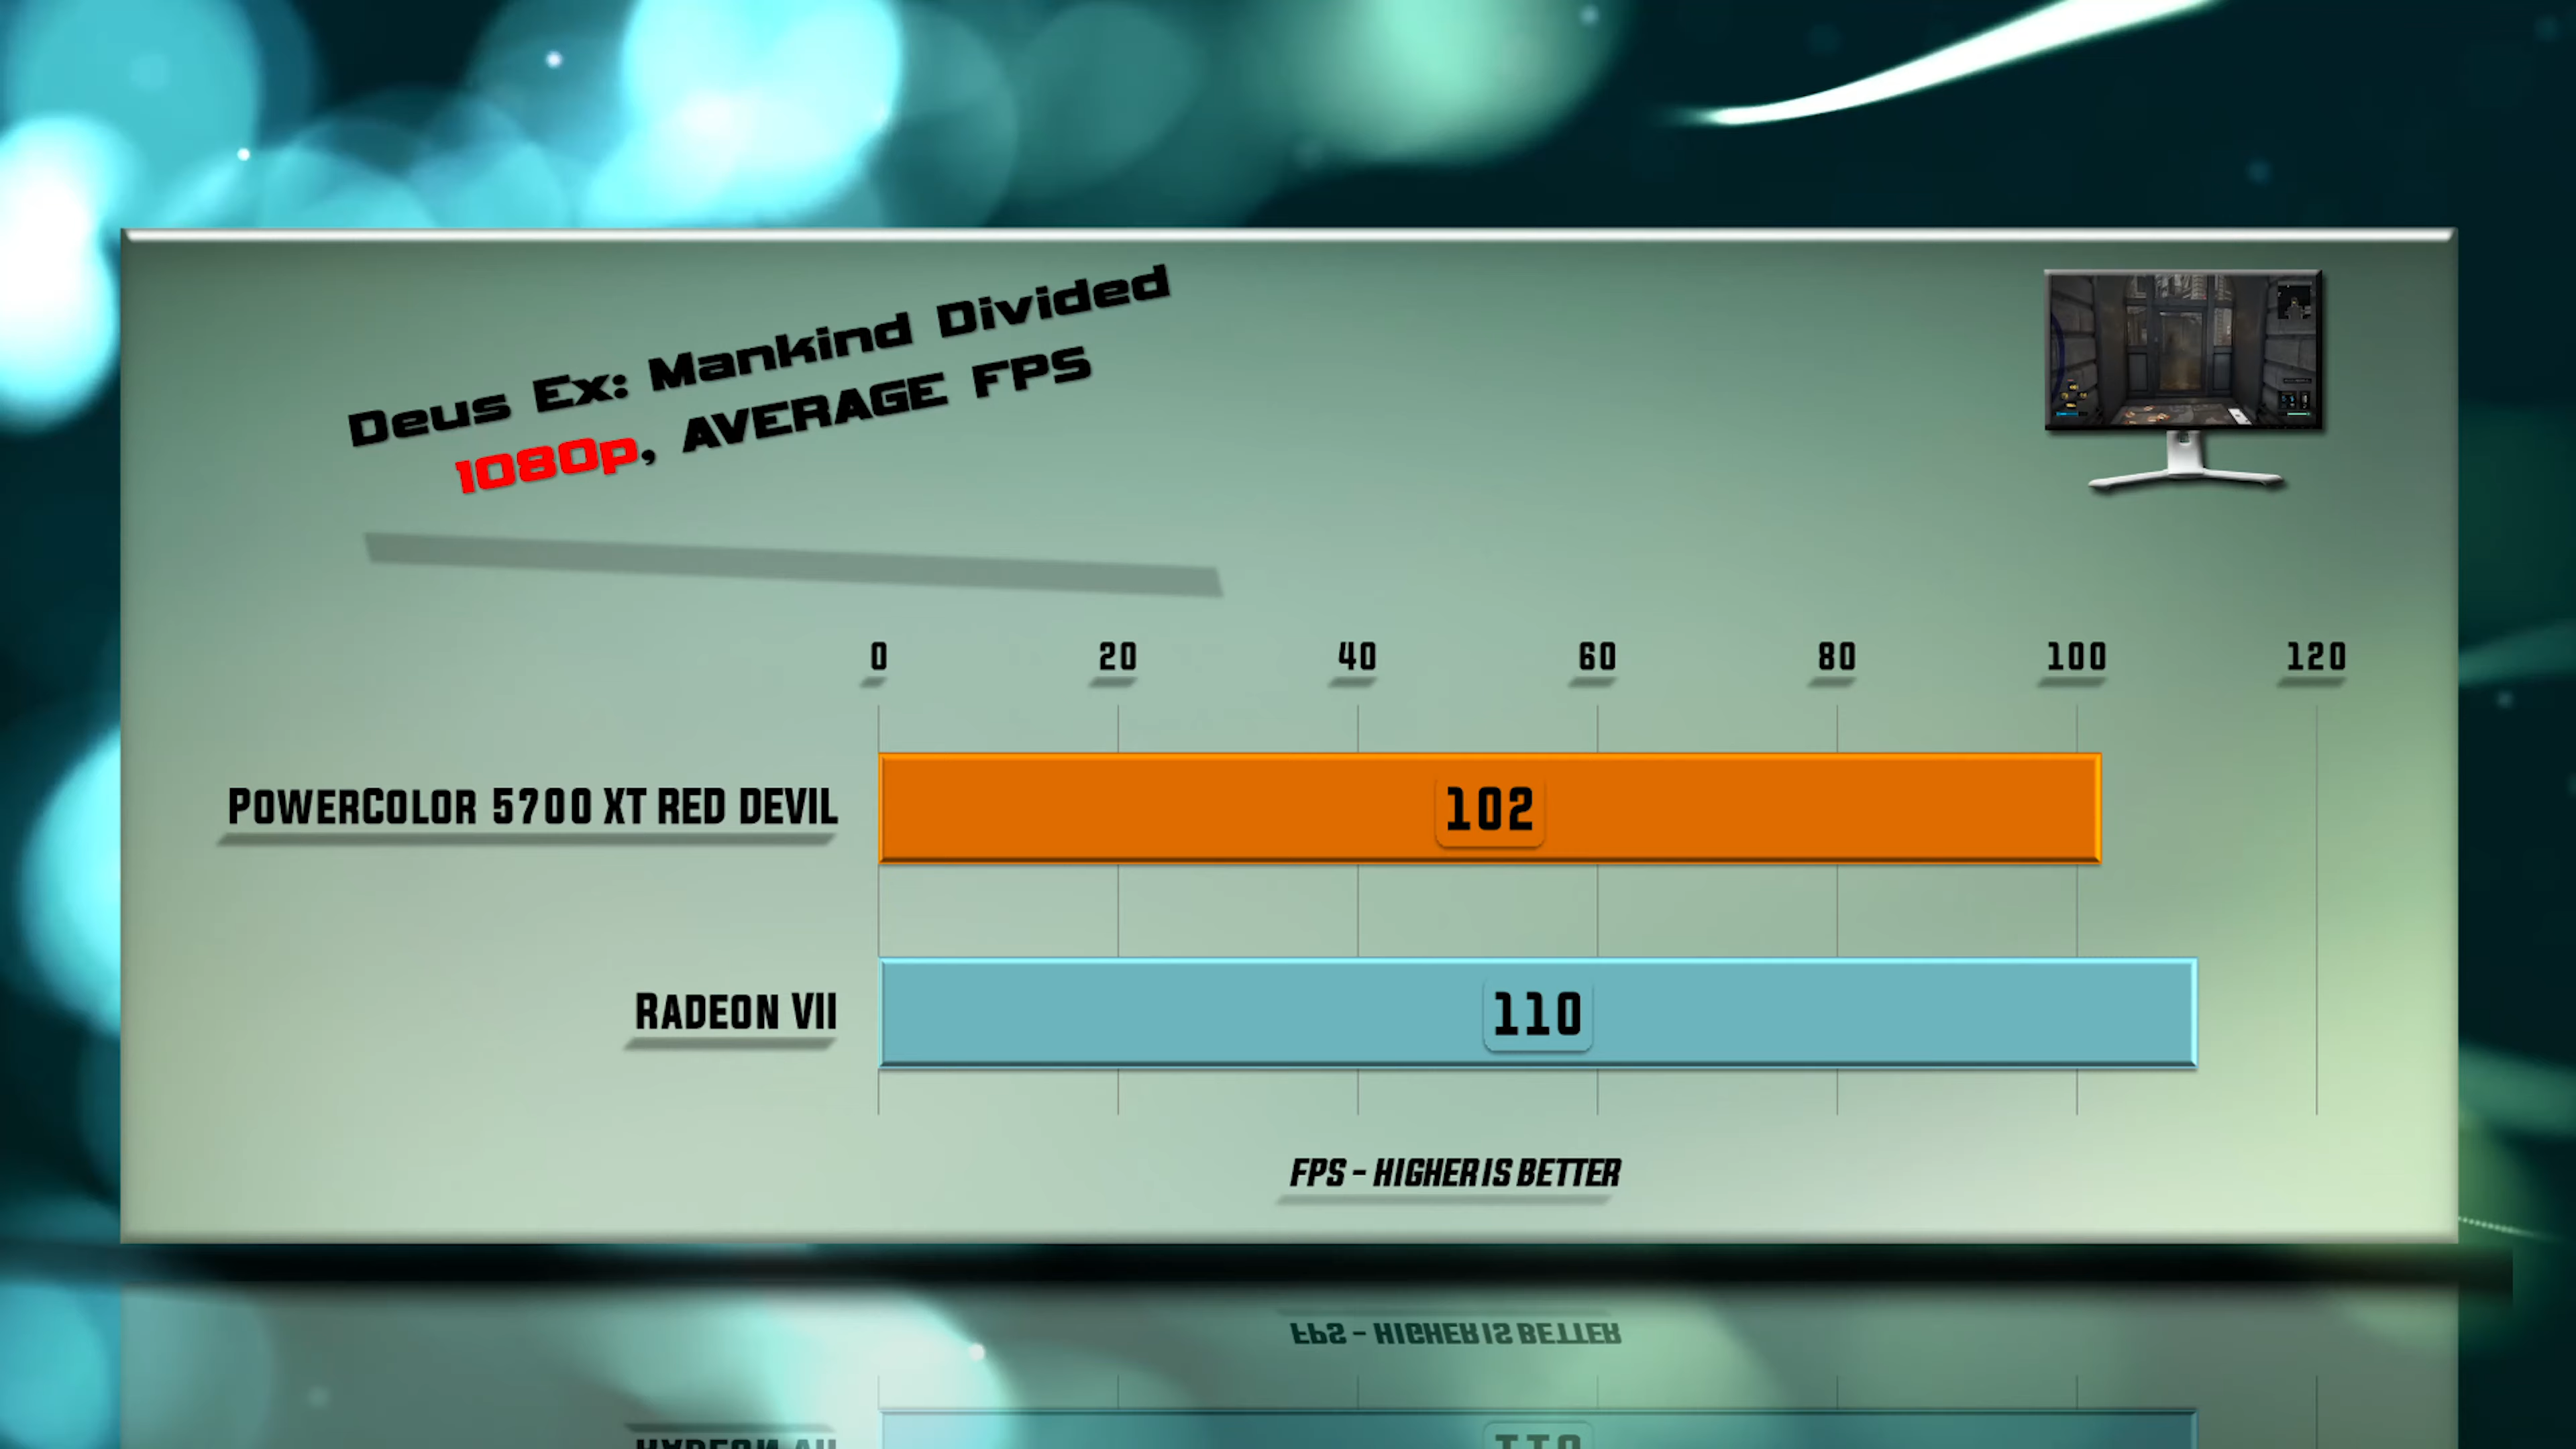 Deus Ex: Mankind Divided
1080p, AVERAGE FPS
0 20 40 60 80 100 120
POWERCOLOR 5700 XT RED DEVIL
102
RADEON VII
110
FPS - HIGHER IS BETTER